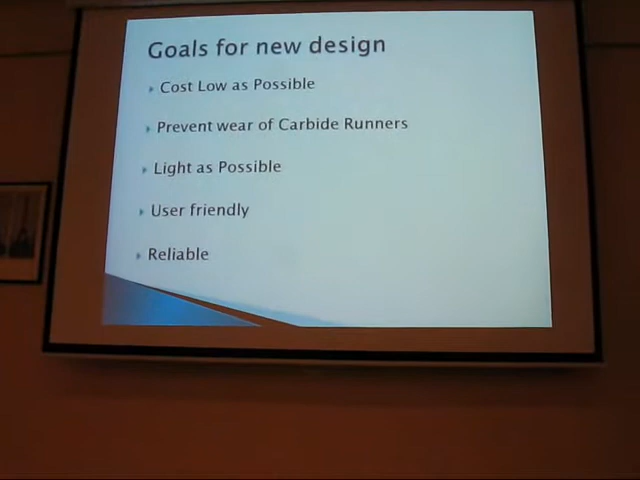 Goals for new design
Cost Low as Possible
Prevent wear of Carbide Runners
Light as Possible
User friendly
Reliable